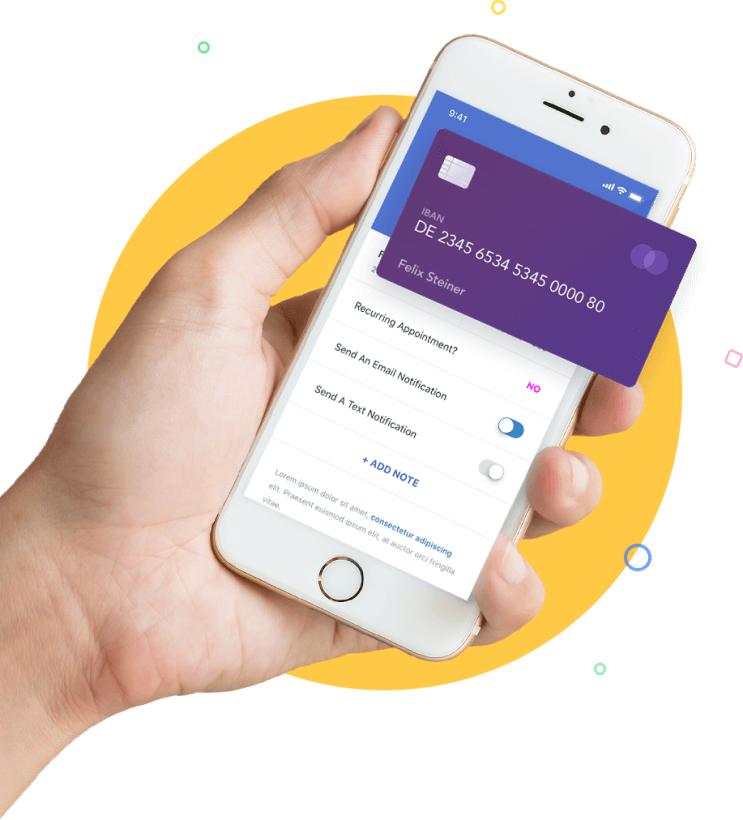 9:41
IBAN
DE 2345 6534 5345 0000 80
Felix Steiner
Recurring Appointment?
NO
Send An Email Notification
Send A Text Notification
+ ADD NOTE
Lorem ipsum dolor sit amet, consectetur adipiscing
elit. Praesent euismod ipsum elit, at auctor orci fringilla
vitae.